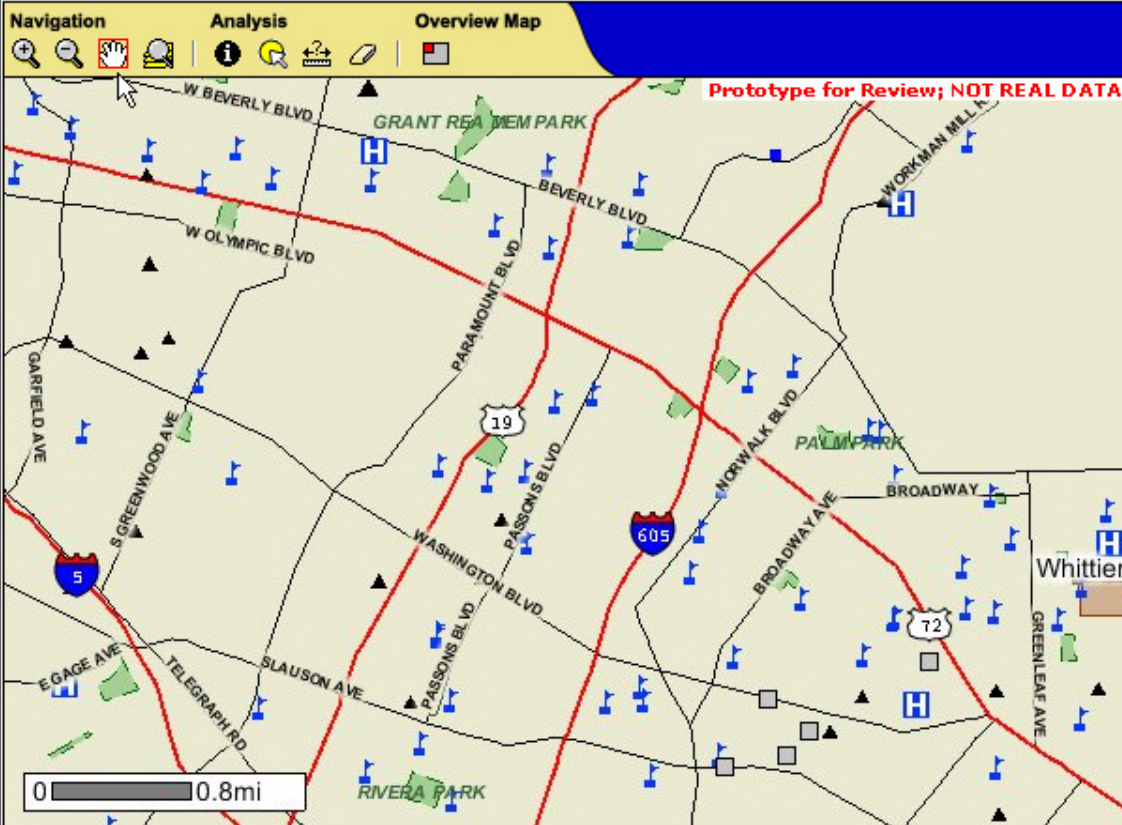 Navigation Analysis Overview Map
Prototype for Review; NOT REAL DATA
W BEVERLY BLVD
GRANT REA MEM PARK
H
WORKMAN MILL R
BEVERLY BLVD
H
W OLYMPIC BLVD
PARAMOUNT BLVD
GARFIELD AVE
19
S GREENWOOD AVE
NORWALK BLVD
PALM PARK
PASSONS BLVD
BROADWAY
605
WASHINGTON BLVD
BROADWAY AVE
H
5
Whittier
72
PASSONS BLVD
GREENLEAF AVE
E GAGE AVE
SLAUSON AVE
H
TELEGRAPH RD
H
RIVERA PARK
0 0.8mi